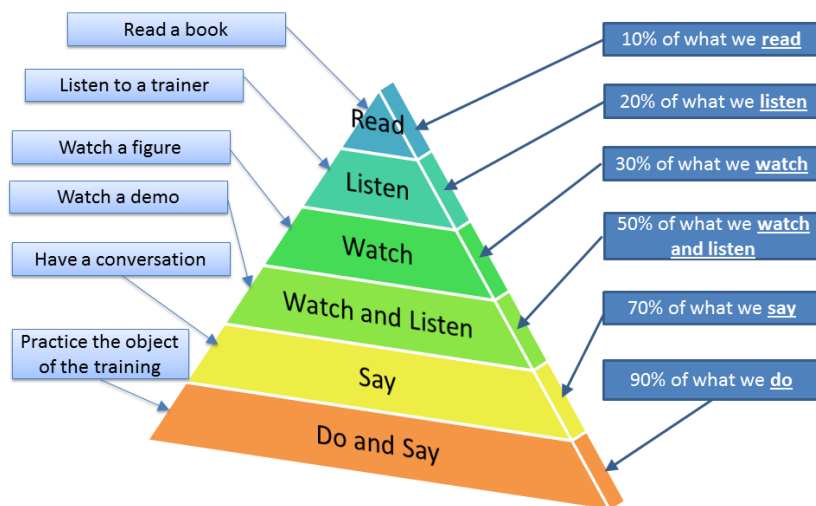 Read a book
Listen to a trainer
Watch a figure
Watch a demo
Have a conversation
Practice the object
of the training
Read
Listen
Watch
Watch and Listen
Say
Do and Say
10% of what we read
20% of what we listen
30% of what we watch
50% of what we watch
and listen
70% of what we say
90% of what we do